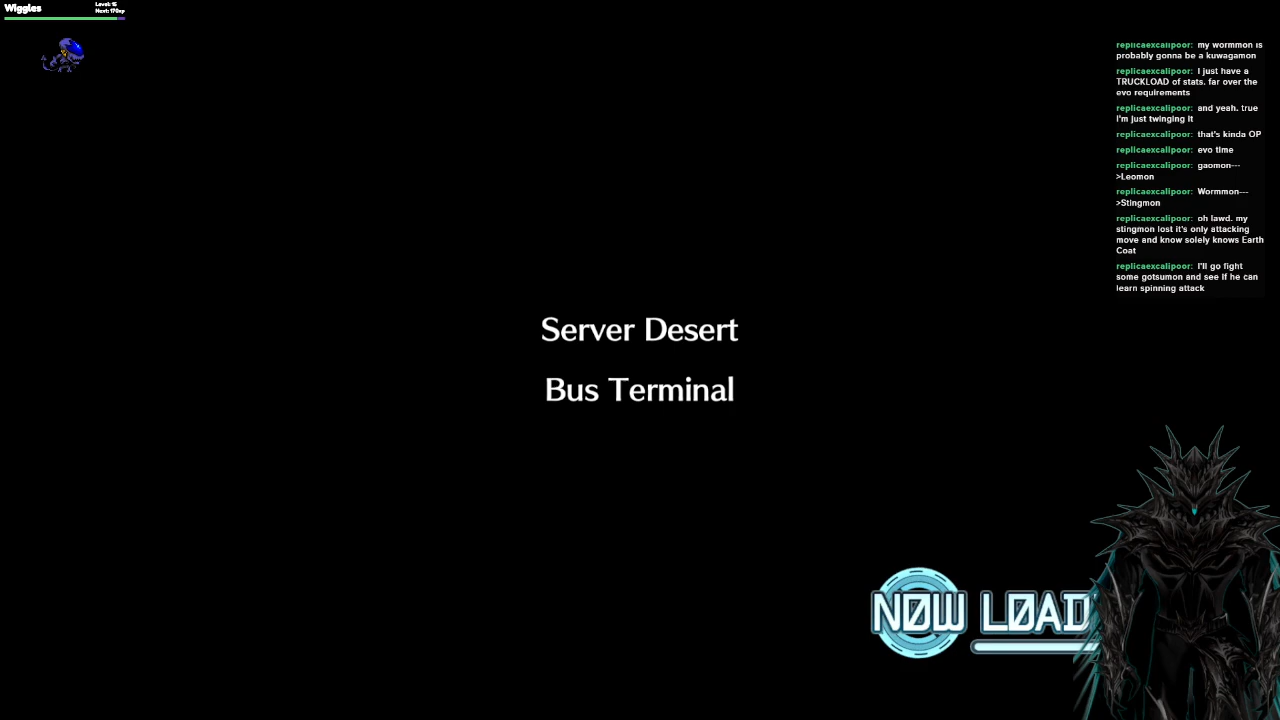 Wiggles
Level: 15
Next: 170xp
replicaexcalipoor: my wormmon is
probably gonna be a kuwagamon
replicaexcalipoor: I just have a
TRUCKLOAD of stats. far over the
evo requirements
replicaexcalipoor: and yeah. true
I'm just twinging it
replicaexcalipoor: that's kinda OP
replicaexcalipoor: evo time
replicaexcalipoor: gaomon---
>Leomon
replicaexcalipoor: Wormmon---
>Stingmon
replicaexcalipoor: oh lawd. my
stingmon lost it's only attacking
move and know solely knows Earth
Coat
replicaexcalipoor: I'll go fight
some gotsumon and see if he can
learn spinning attack
Server Desert
Bus Terminal
NOW LOAD